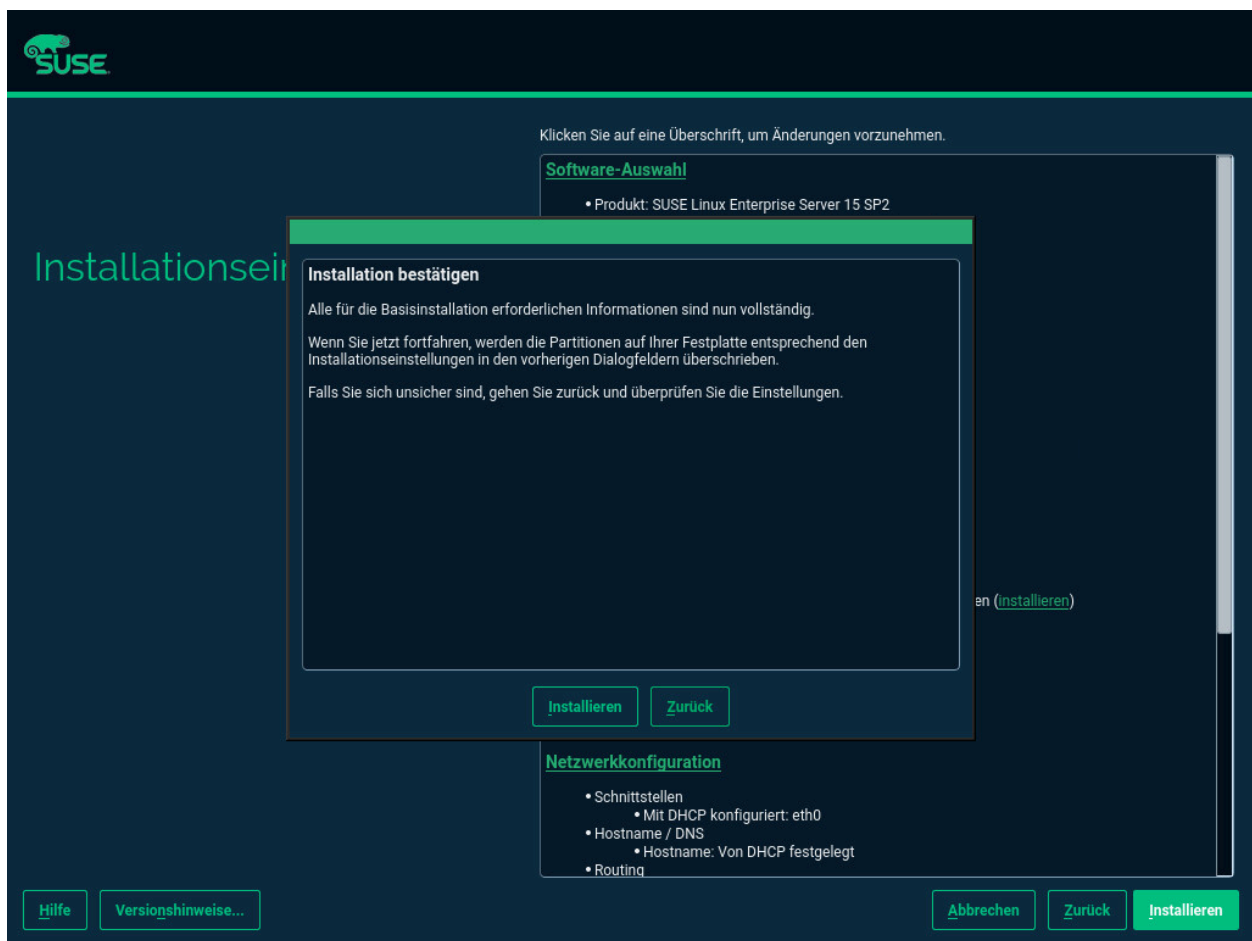 SUSE
Klicken Sie auf eine Überschrift, um Änderungen vorzunehmen.
Software-Auswahl
• Produkt: SUSE Linux Enterprise Server 15 SP2
Installation bestätigen
Alle für die Basisinstallation erforderlichen Informationen sind nun vollständig.
Wenn Sie jetzt fortfahren, werden die Partitionen auf Ihrer Festplatte entsprechend den
Installationseinstellungen in den vorherigen Dialogfeldern überschrieben.
Falls Sie sich unsicher sind, gehen Sie zurück und überprüfen Sie die Einstellungen.
Installieren Zurück
en (installieren)
Netzwerkkonfiguration
• Schnittstellen
• Mit DHCP konfiguriert: eth0
• Hostname / DNS
• Hostname: Von DHCP festgelegt
• Routing
Hilfe Versionshinweise... Abbrechen Zurück Installieren